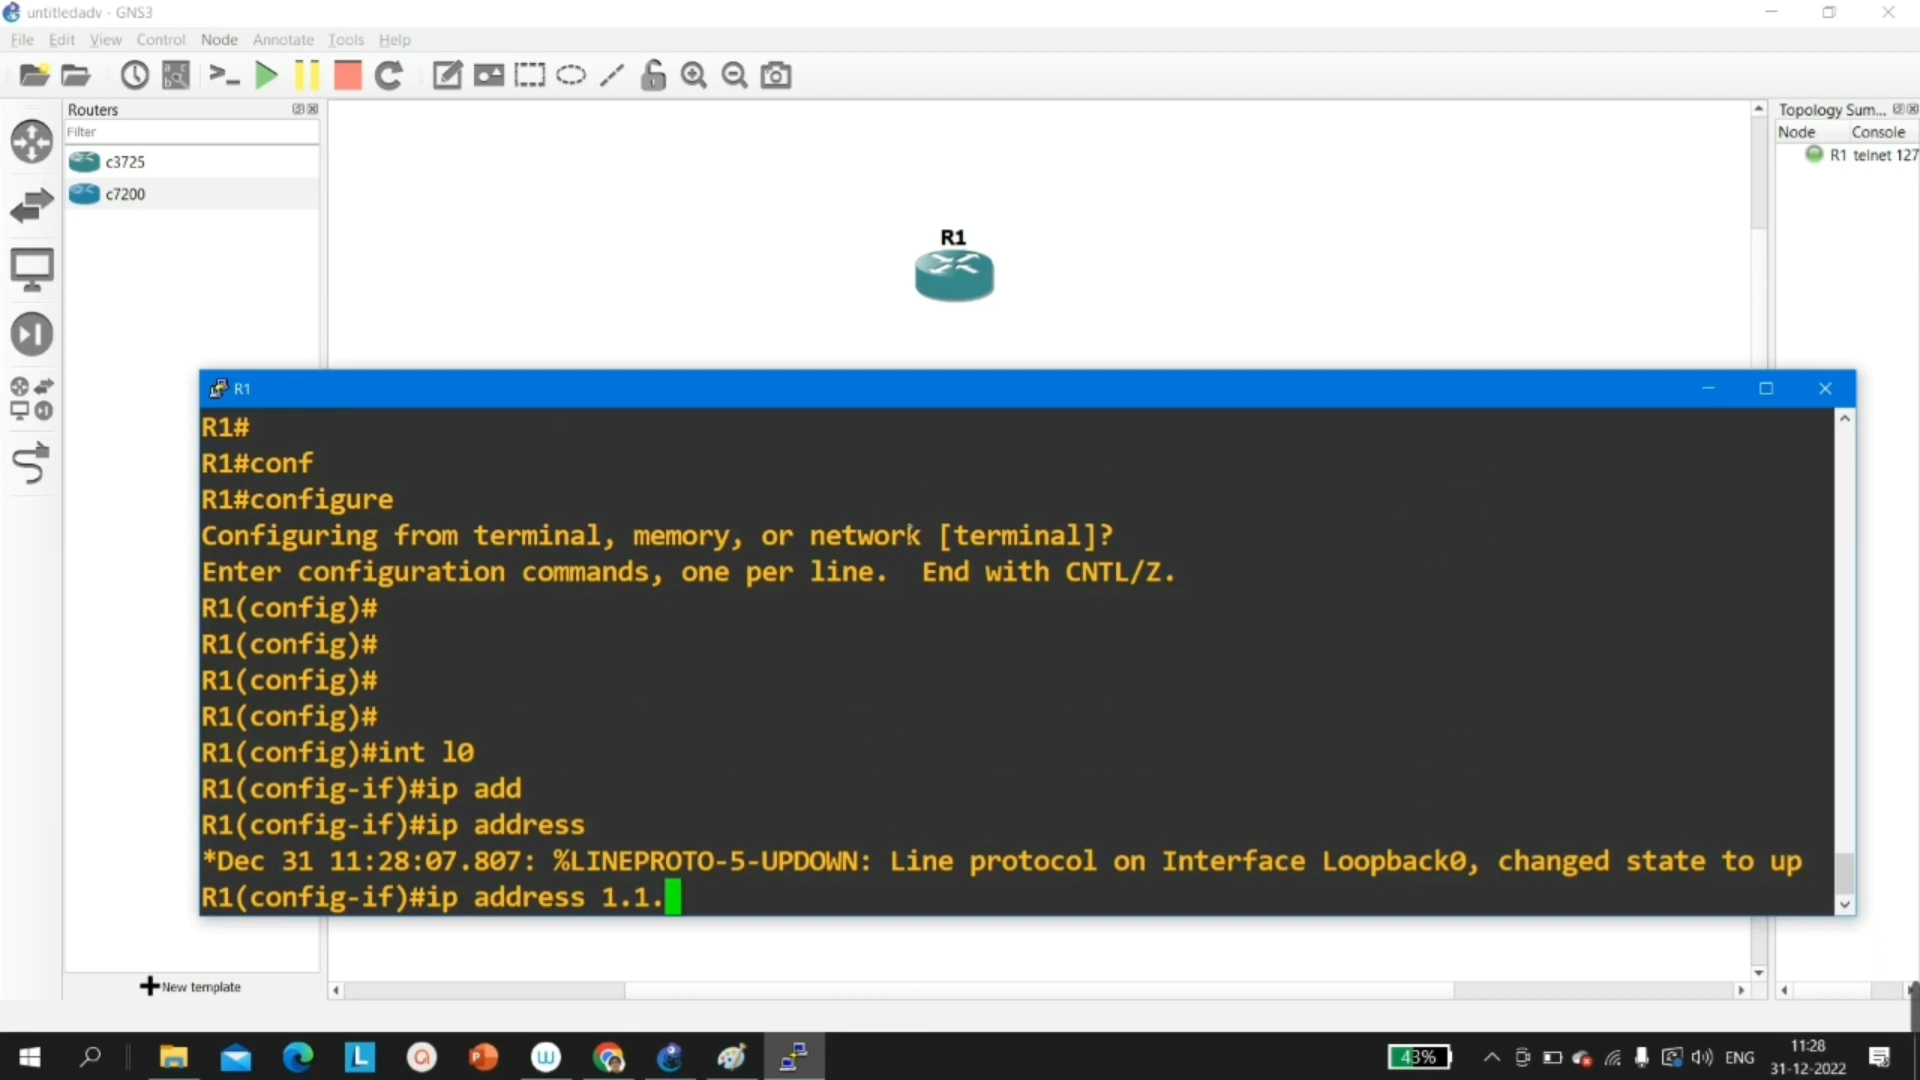 untitledadv - GNS3
File Edit View Control Node Annotate Tools Help
Routers
Filter
c3725
c7200
New template
R1
Topology Sum...
Node Console
R1 telnet 127
R1
R1#
R1#conf
R1#configure
Configuring from terminal, memory, or network [terminal]?
Enter configuration commands, one per line.  End with CNTL/Z.
R1(config)#
R1(config)#
R1(config)#
R1(config)#
R1(config)#int l0
R1(config-if)#ip add
R1(config-if)#ip address
*Dec 31 11:28:07.807: %LINEPROTO-5-UPDOWN: Line protocol on Interface Loopback0, changed state to up
R1(config-if)#ip address 1.1.
43%
ENG
11:28
31-12-2022